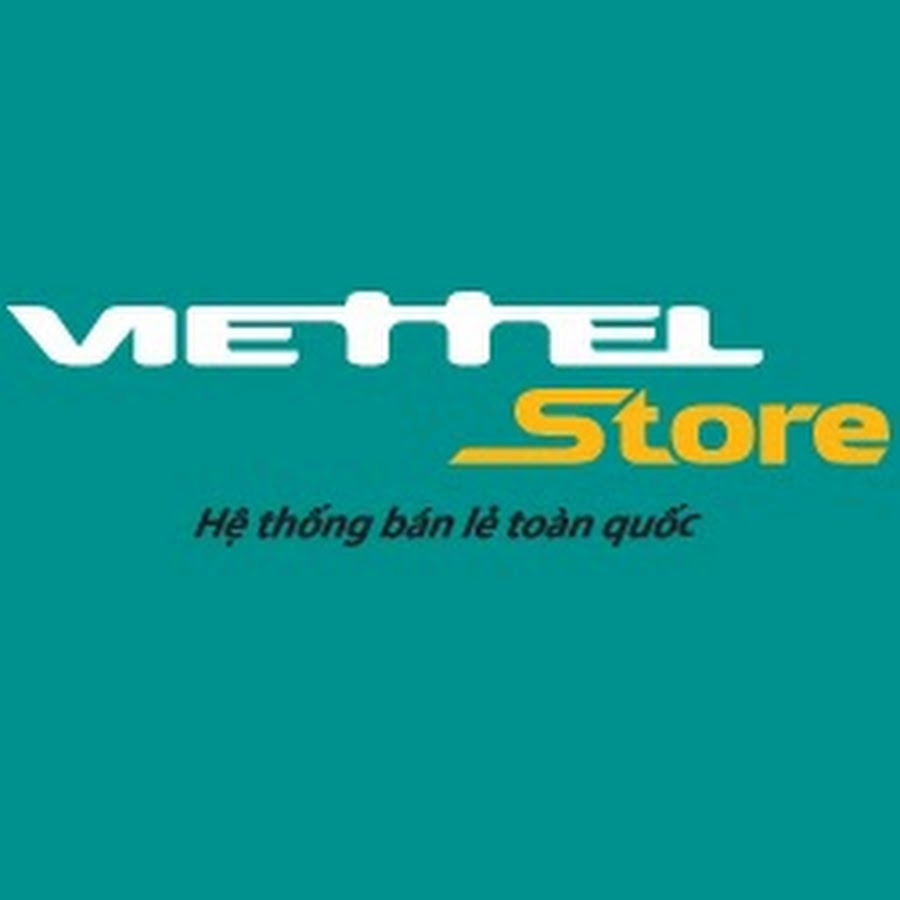 VIETTEL
Store
Hệ thống bán lẻ toàn quốc